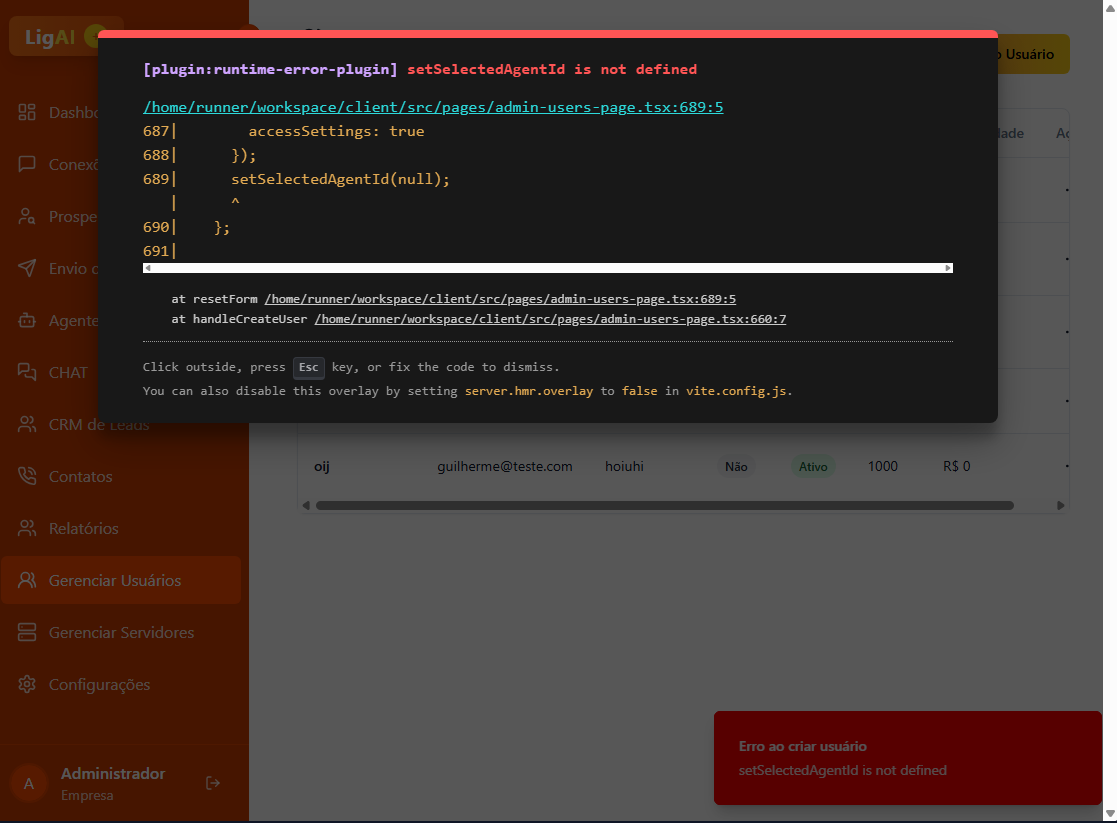 LigAI
[plugin:runtime-error-plugin] setSelectedAgentId is not defined
/home/runner/workspace/client/src/pages/admin-users-page.tsx:689:5
687|        accessSettings: true
688|      });
689|      setSelectedAgentId(null);
   |      ^
690|    };
691|
at resetForm /home/runner/workspace/client/src/pages/admin-users-page.tsx:689:5
at handleCreateUser /home/runner/workspace/client/src/pages/admin-users-page.tsx:660:7
Click outside, press Esc key, or fix the code to dismiss.
You can also disable this overlay by setting server.hmr.overlay to false in vite.config.js.
Usuário
dade
Dashbo
Conexõ
Prospe
Envio
Agente
CHAT
CRM de Leads
Contatos
Relatórios
Gerenciar Usuários
Gerenciar Servidores
Configurações
oij guilherme@teste.com hoiuhi Não Ativo 1000 R$ 0
Erro ao criar usuário
setSelectedAgentId is not defined
A
Administrador
Empresa